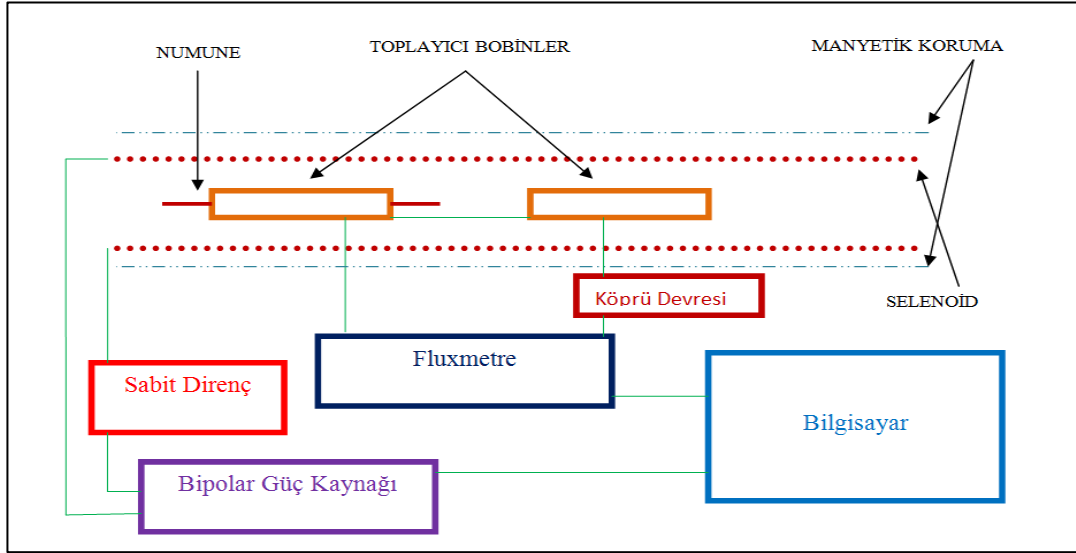 NUMUNE
TOPLAYICI BOBİNLER
MANYETİK KORUMA
SELENOİD
Köprü Devresi
Fluxmetre
Sabit Direnç
Bilgisayar
Bipolar Güç Kaynağı